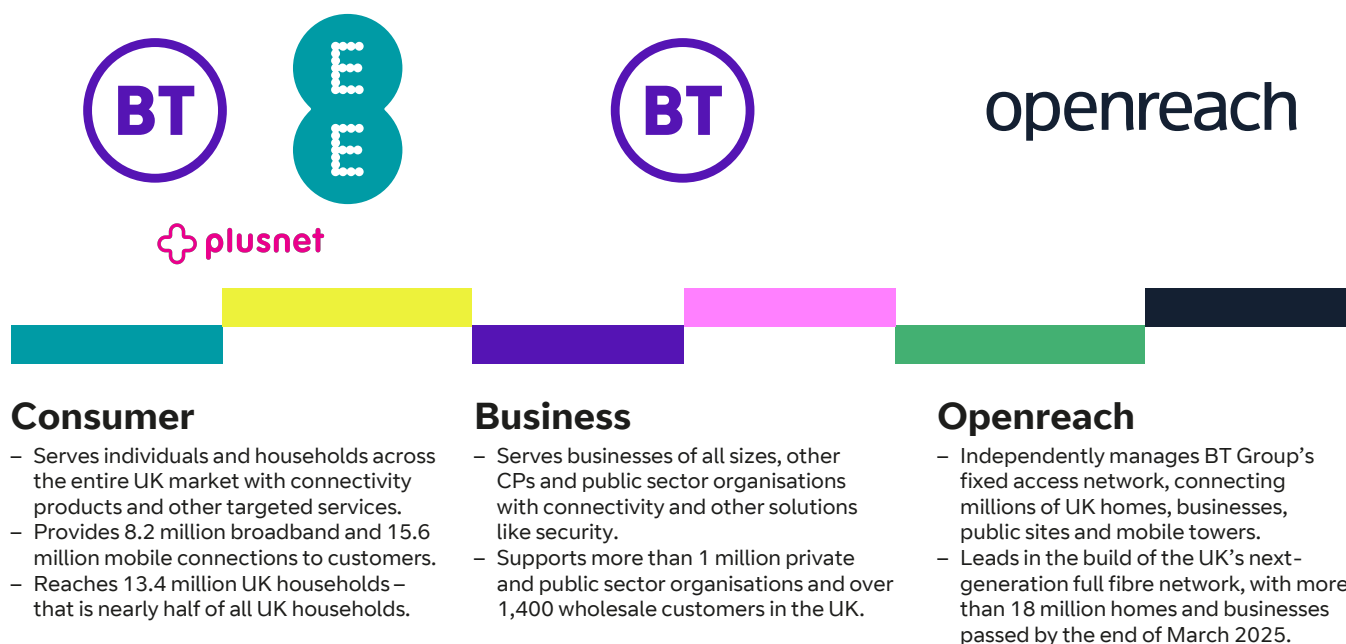 BT
E
E
plusnet
BT
openreach
Consumer
– Serves individuals and households across
the entire UK market with connectivity
products and other targeted services.
– Provides 8.2 million broadband and 15.6
million mobile connections to customers.
– Reaches 13.4 million UK households –
that is nearly half of all UK households.
Business
– Serves businesses of all sizes, other
CPs and public sector organisations
with connectivity and other solutions
like security.
– Supports more than 1 million private
and public sector organisations and over
1,400 wholesale customers in the UK.
Openreach
– Independently manages BT Group’s
fixed access network, connecting
millions of UK homes, businesses,
public sites and mobile towers.
– Leads in the build of the UK’s next-
generation full fibre network, with more
than 18 million homes and businesses
passed by the end of March 2025.